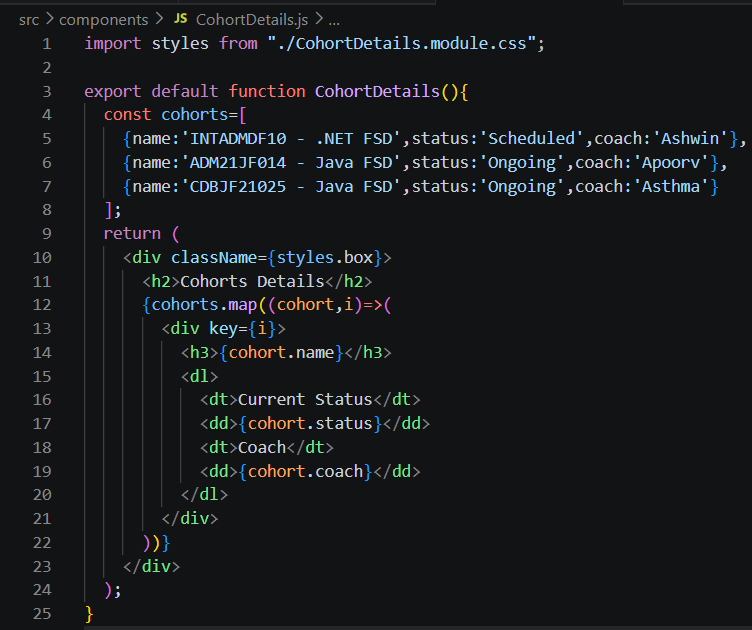 src > components > JS CohortDetails.js > ...
1 import styles from "./CohortDetails.module.css";
2
3 export default function CohortDetails(){
4   const cohorts=[
5     {name:'INTADMDF10 - .NET FSD',status:'Scheduled',coach:'Ashwin'},
6     {name:'ADM21JF014 - Java FSD',status:'Ongoing',coach:'Apoorv'},
7     {name:'CDBJF21025 - Java FSD',status:'Ongoing',coach:'Asthma'}
8   ];
9   return (
10     <div className={styles.box}>
11       <h2>Cohorts Details</h2>
12       {cohorts.map((cohort,i)=>(
13         <div key={i}>
14           <h3>{cohort.name}</h3>
15           <dl>
16             <dt>Current Status</dt>
17             <dd>{cohort.status}</dd>
18             <dt>Coach</dt>
19             <dd>{cohort.coach}</dd>
20           </dl>
21         </div>
22       ))}
23     </div>
24   );
25 }